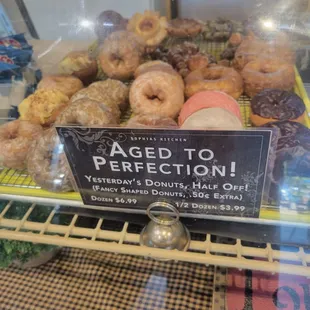 Sophia's Kitchen
Aged to
Perfection!
Yesterday's Donuts, Half Off!
(Fancy Shaped Donuts, .50¢ Extra)
Dozen $6.99 1/2 Dozen $3.99